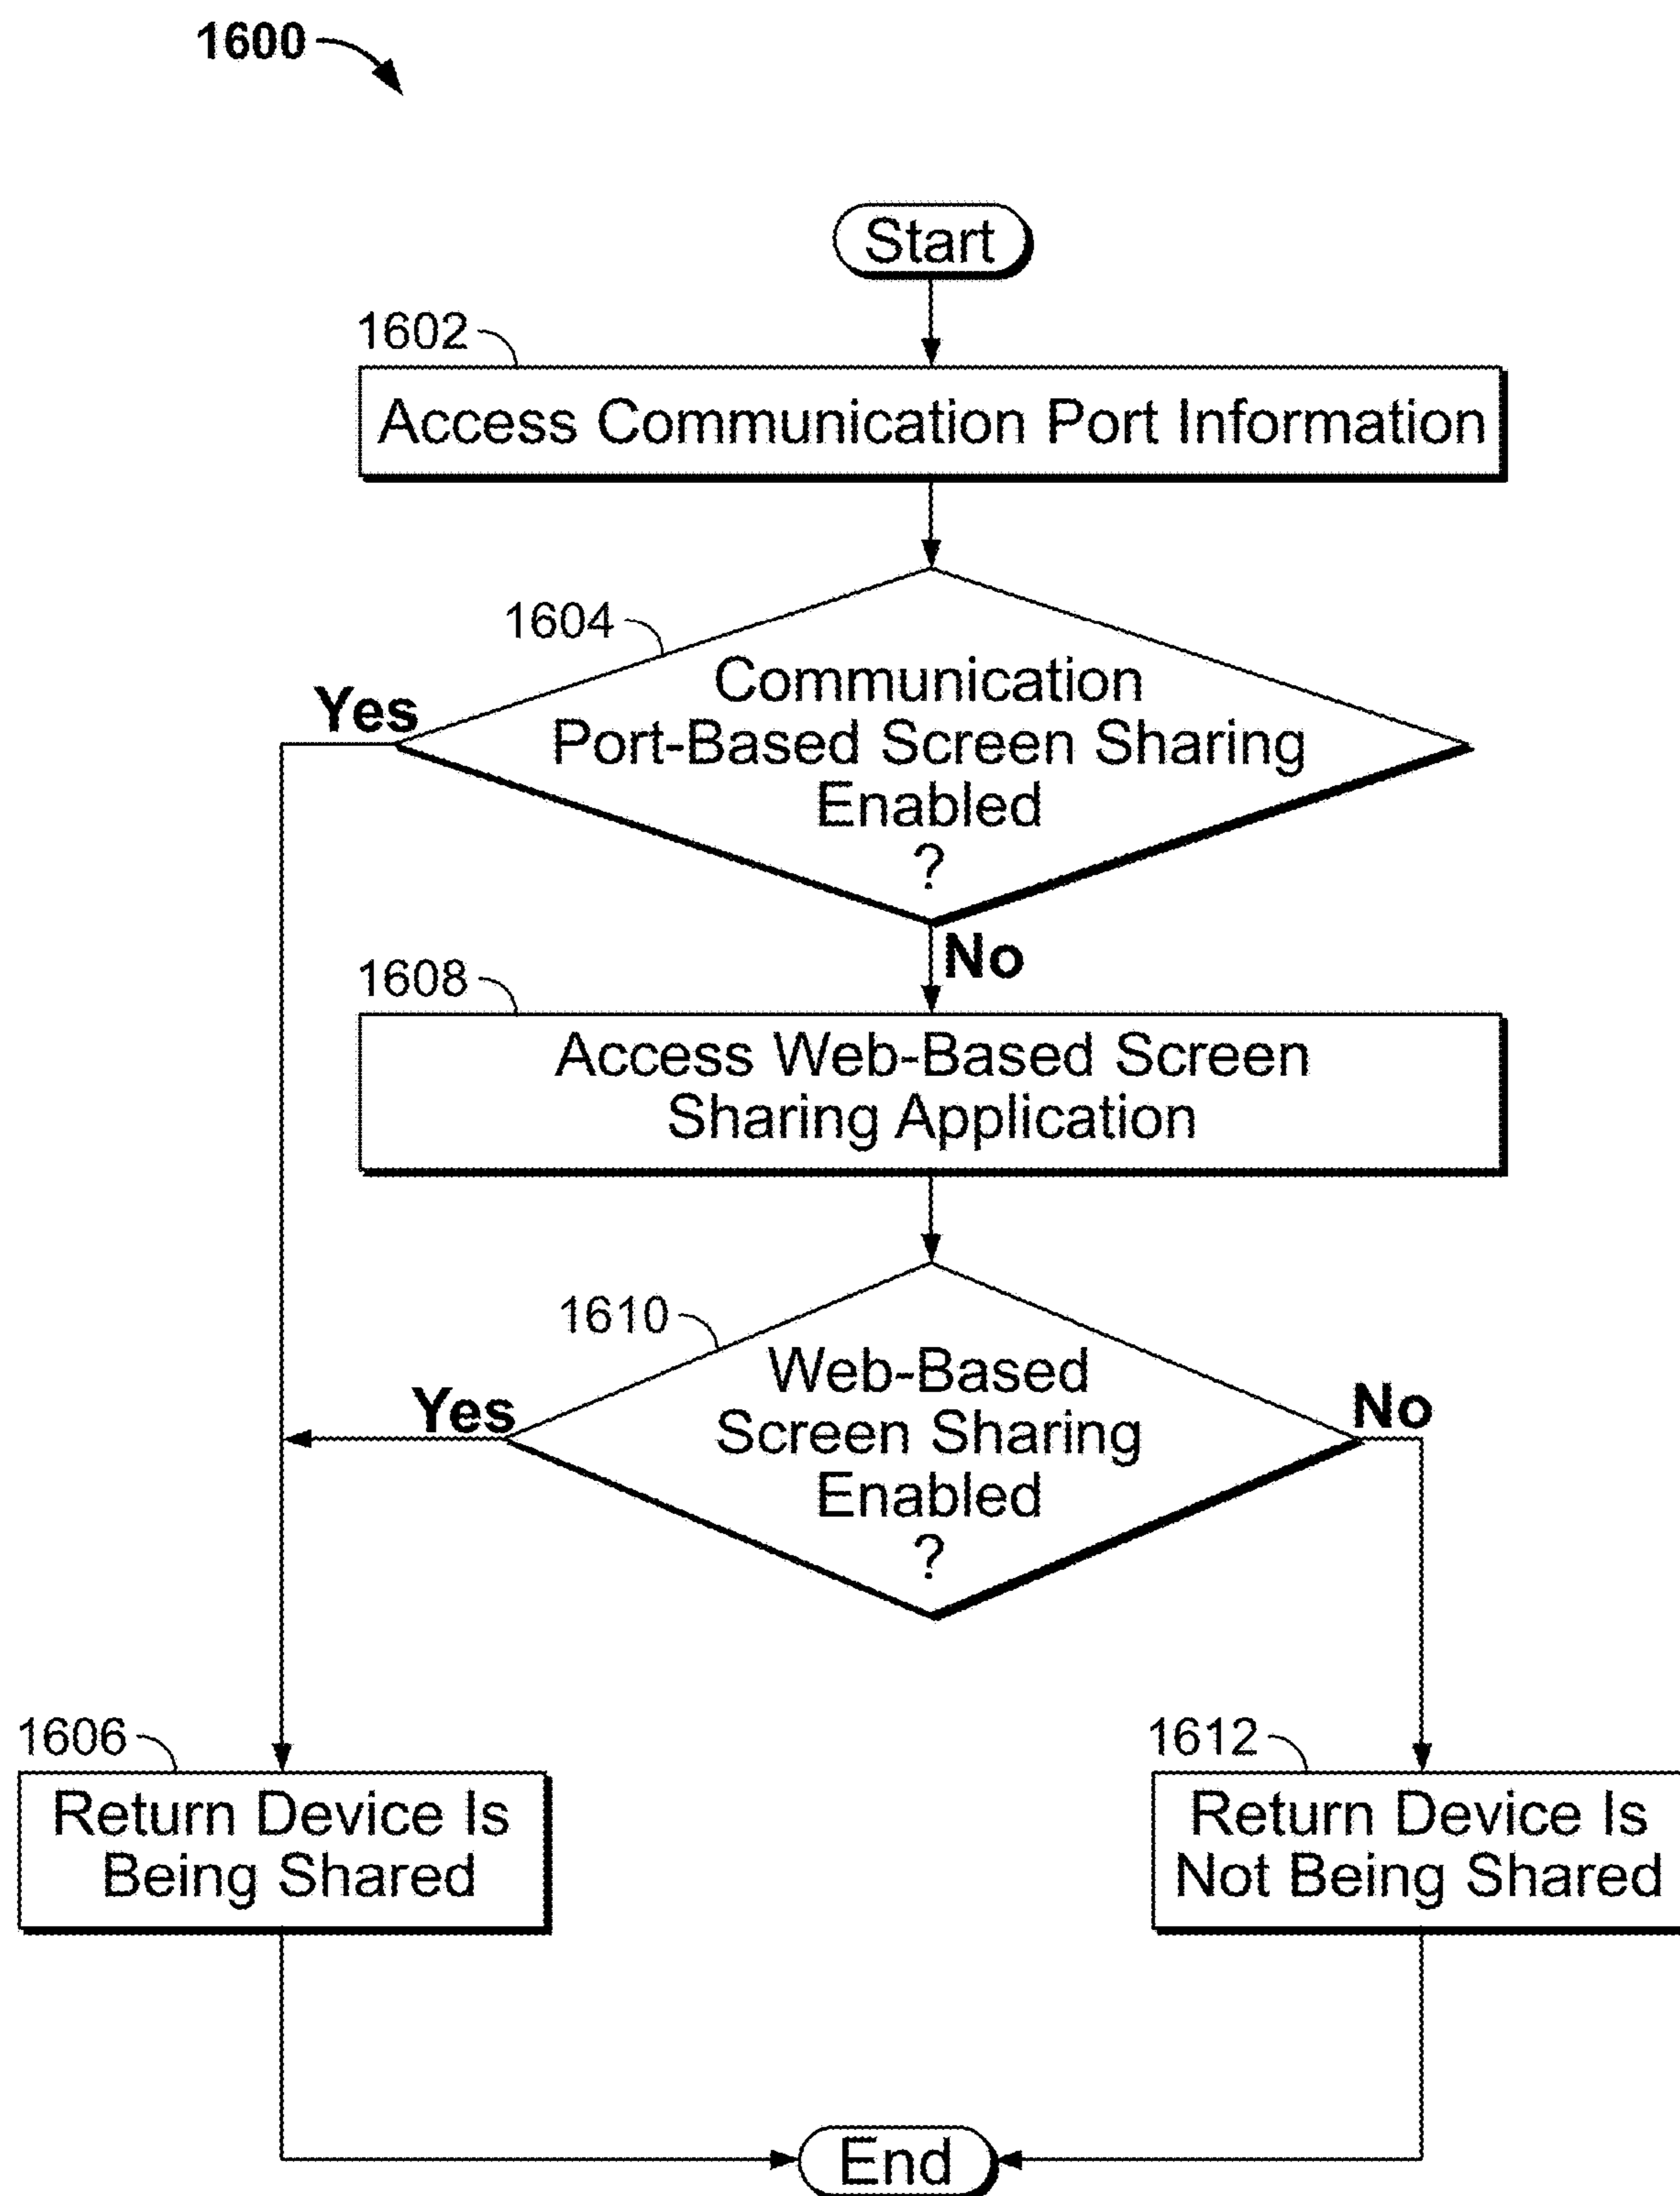 1600
Start
1602
Access Communication Port Information
1604
Communication
Port-Based Screen Sharing
Enabled
?
Yes
No
1608
Access Web-Based Screen
Sharing Application
1610
Web-Based
Screen Sharing
Enabled
?
Yes
No
1606
Return Device Is
Being Shared
1612
Return Device Is
Not Being Shared
End